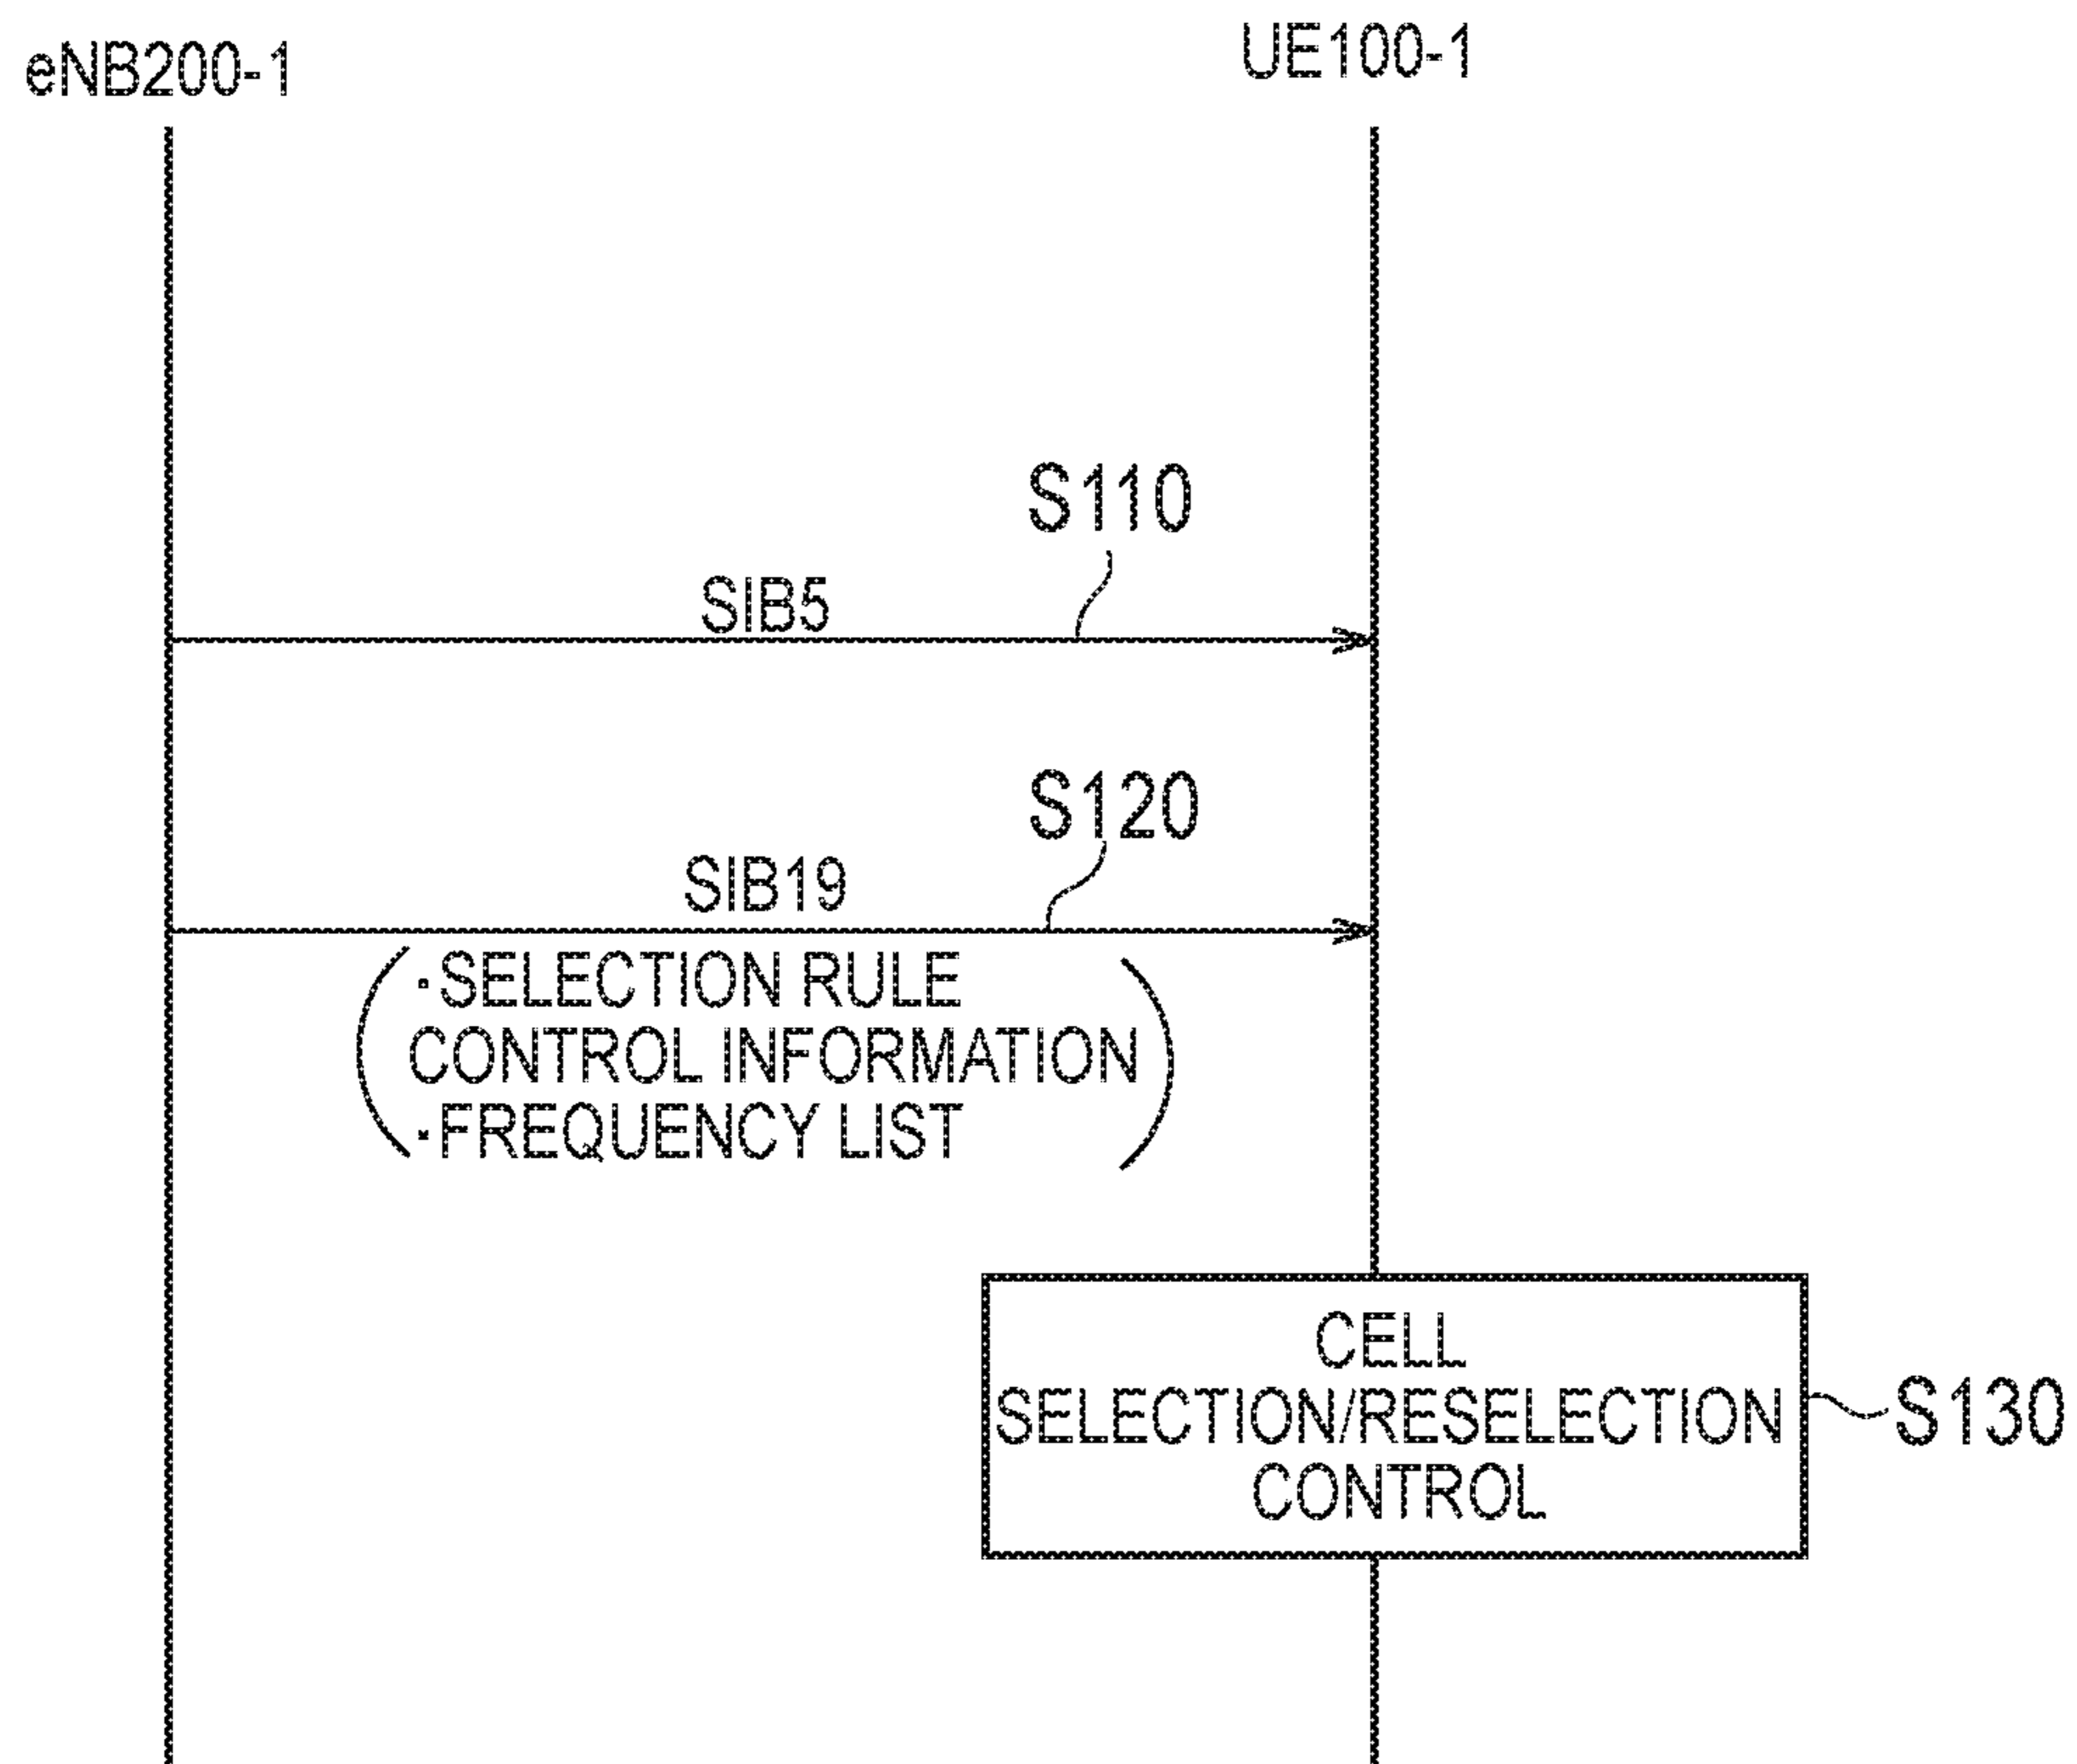 eNB200-1
UE100-1
S110
SIB5
S120
SIB19
·SELECTION RULE
CONTROL INFORMATION
·FREQUENCY LIST
CELL
SELECTION/RESELECTION
CONTROL
S130